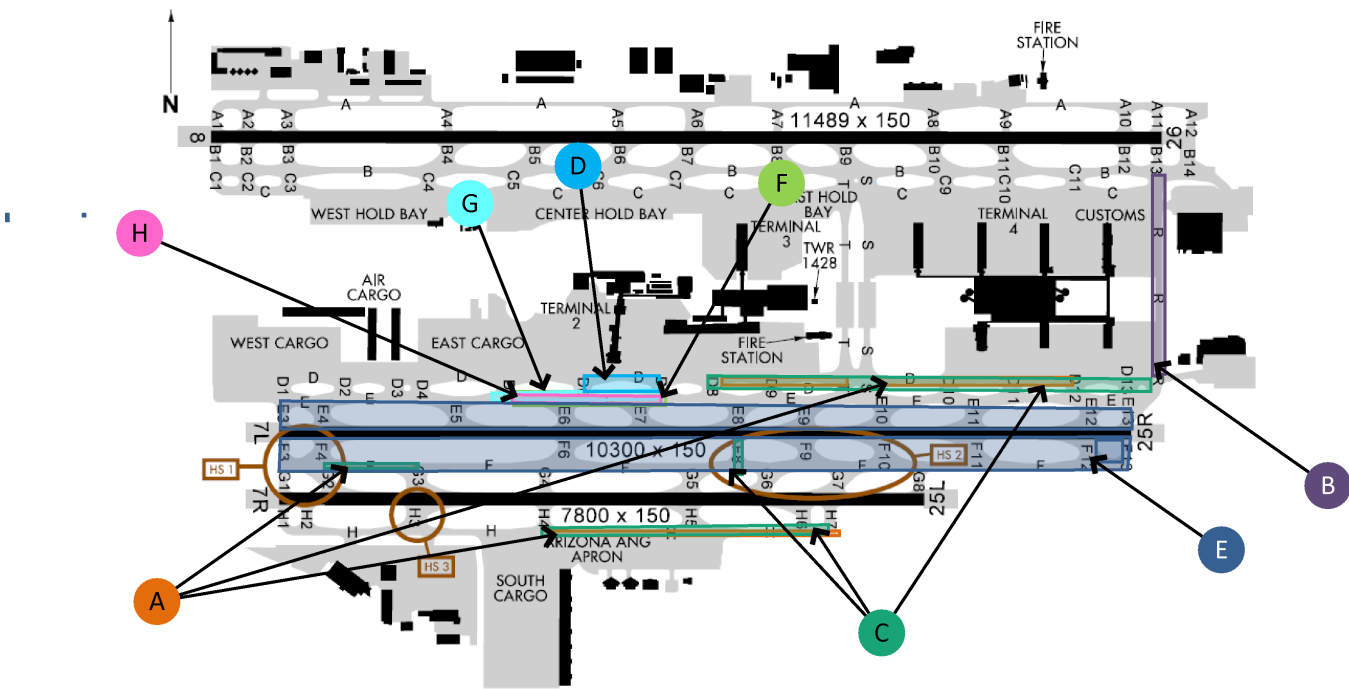 FIRE
STATION
A A A A
N
A1 A2 A3 A4 A5 A6 A7 A8 A9 A10 A11 A12
11489 x 150
8 26
B1 B2 B3 B4 B5 B6 B7 B9 B10 B11 B12 B13 B14
D
B B B B
C1 C2 C C3 C4 C5 C C C7 C C C9 C10 C11 C
S T
F
G
WEST HOLD BAY
CENTER HOLD BAY
HOLD
BAY
TERMINAL
3
TERMINAL
4
CUSTOMS
H
R
T S
TWR
1428
AIR
CARGO
R
TERMINAL
2
WEST CARGO
EAST CARGO
FIRE
STATION
T S
D1 D D2 D3 D4 D D8 D9 D D13 R
B
E3 E4 E5 E6 E7 E8 E10 E11 E12
7L 25R
10300 x 150
F3 F4 F F6 F F9 F10 F F11 F
HS 1
HS 2
G1 G3 G4 G5 G6 G7 G8
7R 25L
H1 H2 H3 H4 H5 H6 H7
7800 x 150
H H
E
ARIZONA ANG
APRON
HS 3
SOUTH
CARGO
A
C